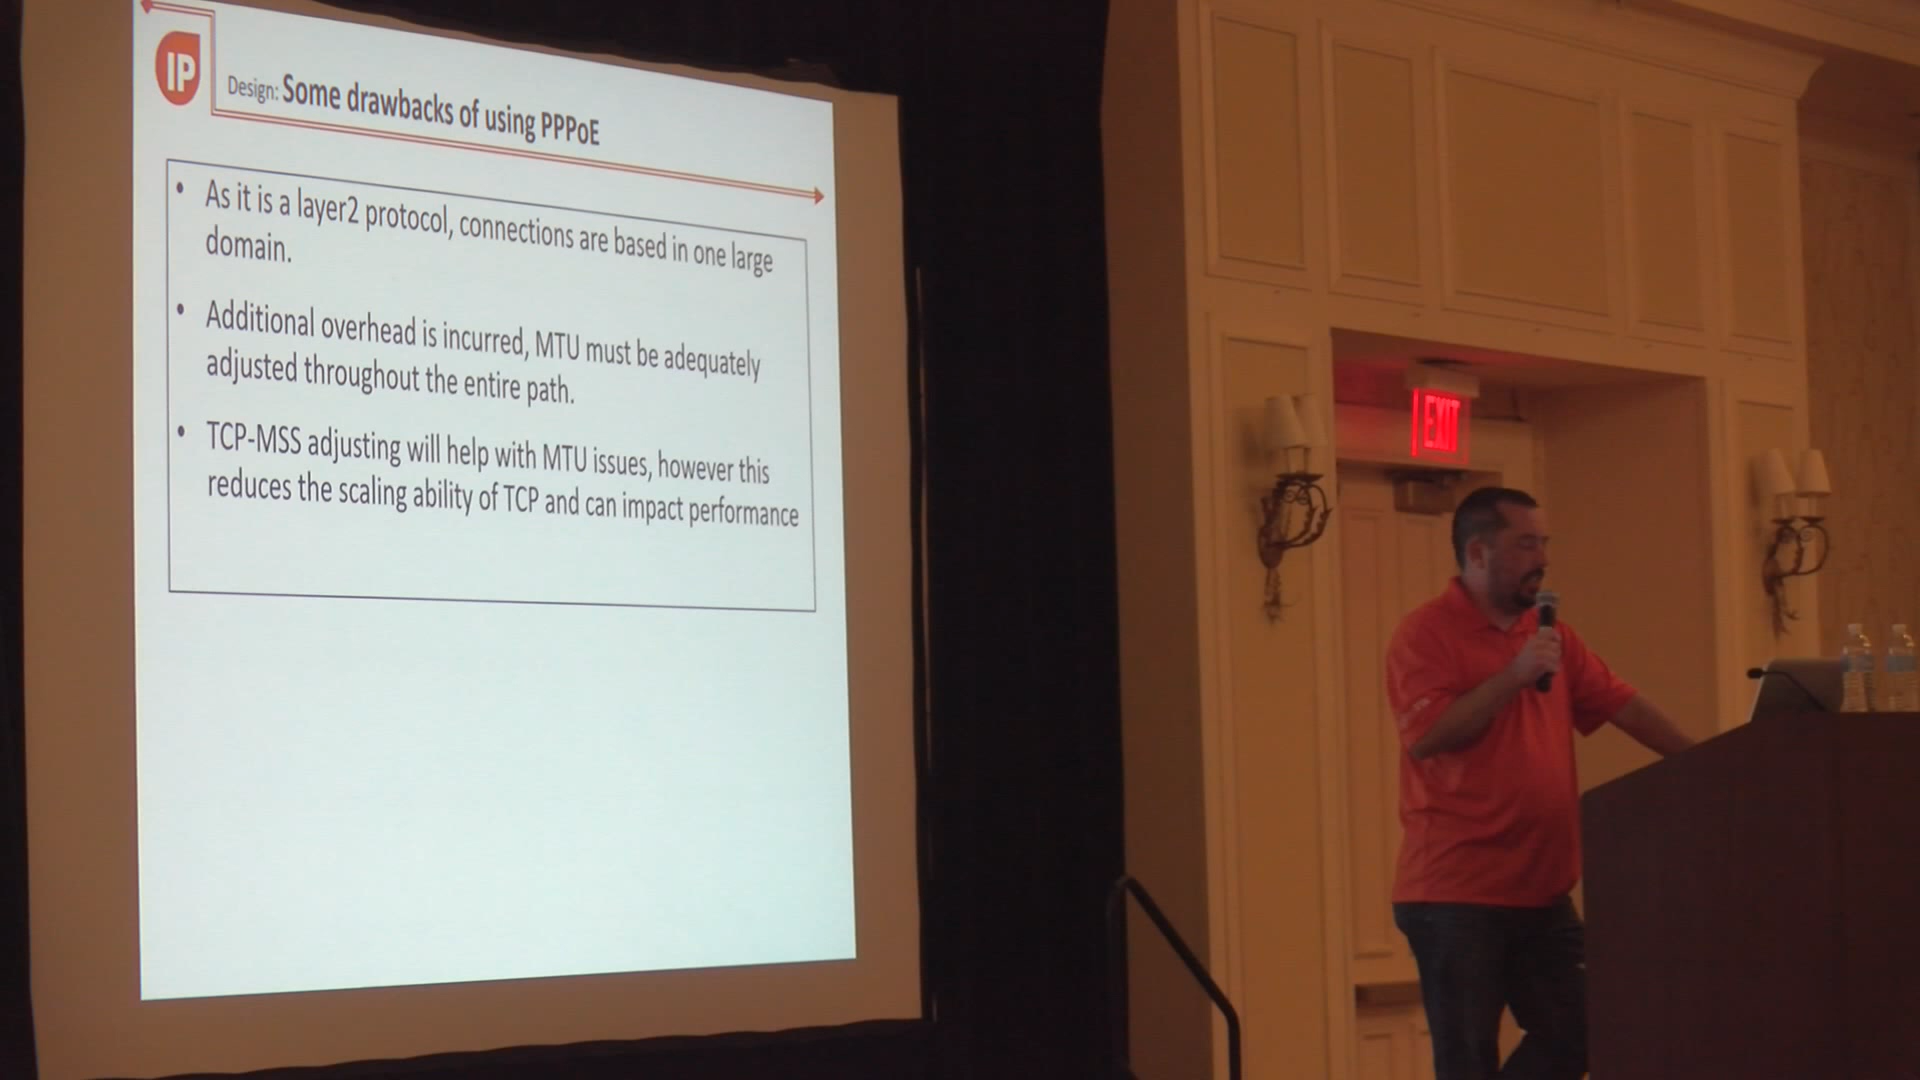 IP
Design: Some drawbacks of using PPPoE
• As it is a layer2 protocol, connections are based in one large
domain.
• Additional overhead is incurred, MTU must be adequately
adjusted throughout the entire path.
• TCP-MSS adjusting will help with MTU issues, however this
reduces the scaling ability of TCP and can impact performance
EXIT